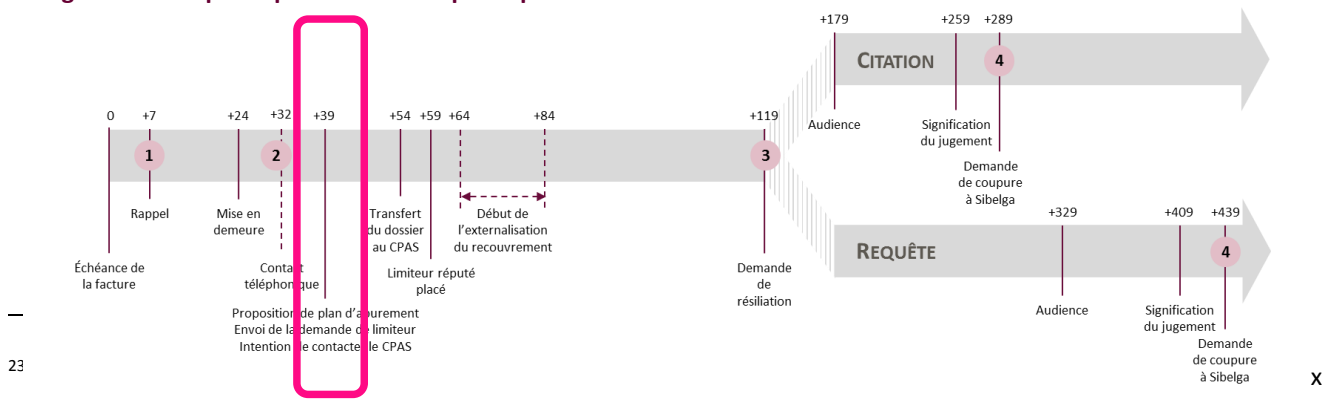 0
+7
+24
+32
+39
+54
+59
+64
+84
+119
+179
+259
+289
1
2
3
CITATION
4
Rappel
Mise en
demeure
Transfert
du dossier
au CPAS
Début de
l'externalisation
du recouvrement
Audience
Signification
du jugement
Demande
de coupure
à Sibelga
Échéance de
la facture
Contact
téléphonique
Limiteur réputé
placé
Demande
de
résiliation
Proposition de plan d'apurement
Envoi de la demande de limiteur
Intention de contacter le CPAS
+329
+409
+439
REQUÊTE
4
Audience
Signification
du jugement
Demande
de coupure
à Sibelga
23
X